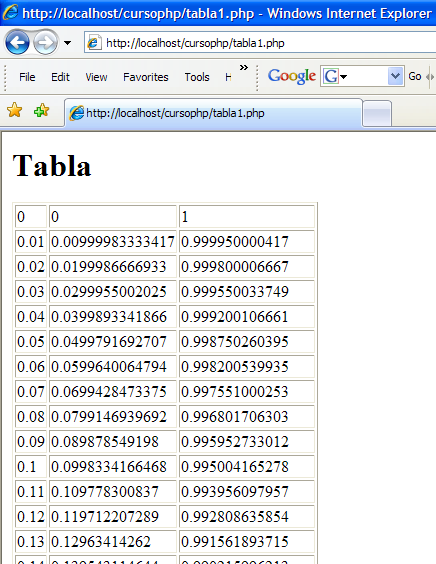 http://localhost/cursophp/tabla1.php - Windows Internet Explorer
http://localhost/cursophp/tabla1.php
File Edit View Favorites Tools H » Google G Go
http://localhost/cursophp/tabla1.php
Tabla
0 0 1
0.01 0.00999983333417 0.999950000417
0.02 0.0199986666933 0.999800006667
0.03 0.0299955002025 0.999550033749
0.04 0.0399893341866 0.999200106661
0.05 0.0499791692707 0.998750260395
0.06 0.0599640064794 0.998200539935
0.07 0.0699428473375 0.997551000253
0.08 0.0799146939692 0.996801706303
0.09 0.089878549198 0.995952733012
0.1 0.0998334166468 0.995004165278
0.11 0.109778300837 0.993956097957
0.12 0.119712207289 0.992808635854
0.13 0.12963414262 0.991561893715